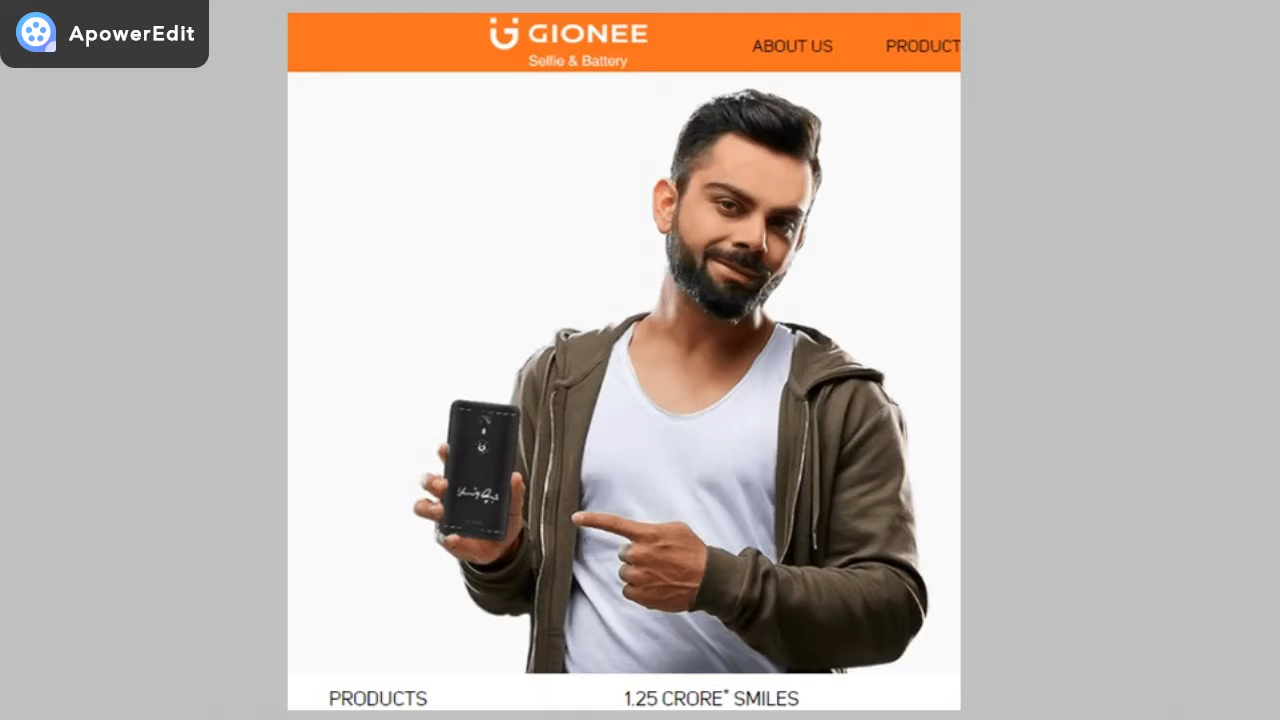 ApowerEdit
GIONEE
Selfie & Battery
ABOUT US
PRODUCT
PRODUCTS
1.25 CRORE* SMILES